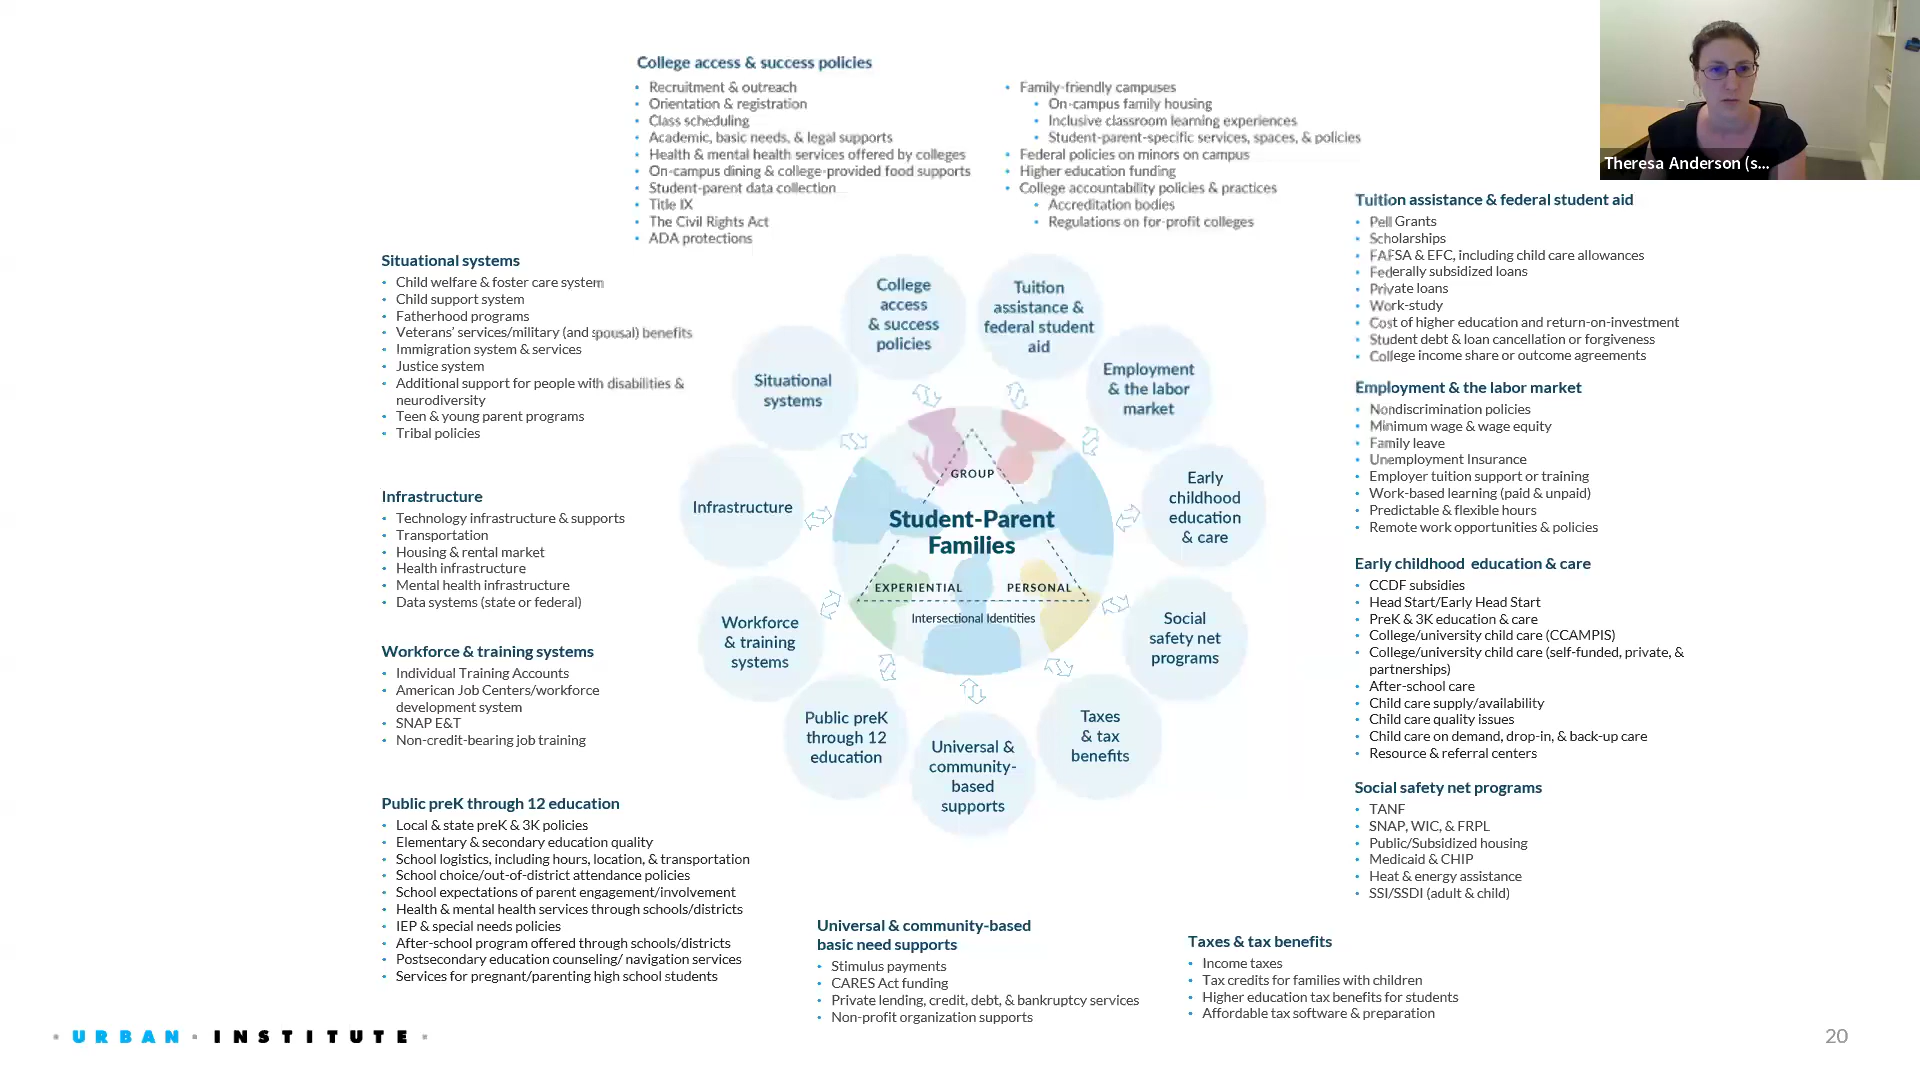 College access & success policies
Recruitment & outreach
Orientation & registration
Class scheduling
Academic, basic needs, & legal supports
Health & mental health services offered by colleges
On-campus dining & college-provided food supports
Student-parent data collection
Title IX
The Civil Rights Act
ADA protections
Family-friendly campuses
On-campus family housing
Inclusive classroom learning experiences
Student-parent-specific services, spaces, & policies
Federal policies on minors on campus
Higher education funding
College accountability policies & practices
Accreditation bodies
Regulations on for-profit colleges
Theresa Anderson (s...
Situational systems
Child welfare & foster care system
Child support system
Fatherhood programs
Veterans' services/military (and spousal) benefits
Immigration system & services
Justice system
Additional support for people with disabilities &
neurodiversity
Teen & young parent programs
Tribal policies
Infrastructure
Technology infrastructure & supports
Transportation
Housing & rental market
Health infrastructure
Mental health infrastructure
Data systems (state or federal)
Workforce & training systems
Individual Training Accounts
American Job Centers/workforce
development system
SNAP E&T
Non-credit-bearing job training
Public preK through 12 education
Local & state preK & 3K policies
Elementary & secondary education quality
School logistics, including hours, location, & transportation
School choice/out-of-district attendance policies
School expectations of parent engagement/involvement
Health & mental health services through schools/districts
IEP & special needs policies
After-school program offered through schools/districts
Postsecondary education counseling/ navigation services
Services for pregnant/parenting high school students
College
access
& success
policies
Tuition
assistance &
federal student
aid
Situational
systems
Employment
& the labor
market
Infrastructure
Early
childhood
education
& care
GROUP
Student-Parent
Families
EXPERIENTIAL
PERSONAL
Intersectional Identities
Workforce
& training
systems
Social
safety net
programs
Public preK
through 12
education
Universal &
community-
based
supports
Taxes
& tax
benefits
Tuition assistance & federal student aid
Pell Grants
Scholarships
FAFSA & EFC, including child care allowances
Federally subsidized loans
Private loans
Work-study
Cost of higher education and return-on-investment
Student debt & loan cancellation or forgiveness
College income share or outcome agreements
Employment & the labor market
Nondiscrimination policies
Minimum wage & wage equity
Family leave
Unemployment Insurance
Employer tuition support or training
Work-based learning (paid & unpaid)
Predictable & flexible hours
Remote work opportunities & policies
Early childhood education & care
CCDF subsidies
Head Start/Early Head Start
PreK & 3K education & care
College/university child care (CCAMPIS)
College/university child care (self-funded, private, &
partnerships)
After-school care
Child care supply/availability
Child care quality issues
Child care on demand, drop-in, & back-up care
Resource & referral centers
Social safety net programs
TANF
SNAP, WIC, & FRPL
Public/Subsidized housing
Medicaid & CHIP
Heat & energy assistance
SSI/SSDI (adult & child)
Universal & community-based
basic need supports
Stimulus payments
CARES Act funding
Private lending, credit, debt, & bankruptcy services
Non-profit organization supports
Taxes & tax benefits
Income taxes
Tax credits for families with children
Higher education tax benefits for students
Affordable tax software & preparation
URBAN · INSTITUTE
20